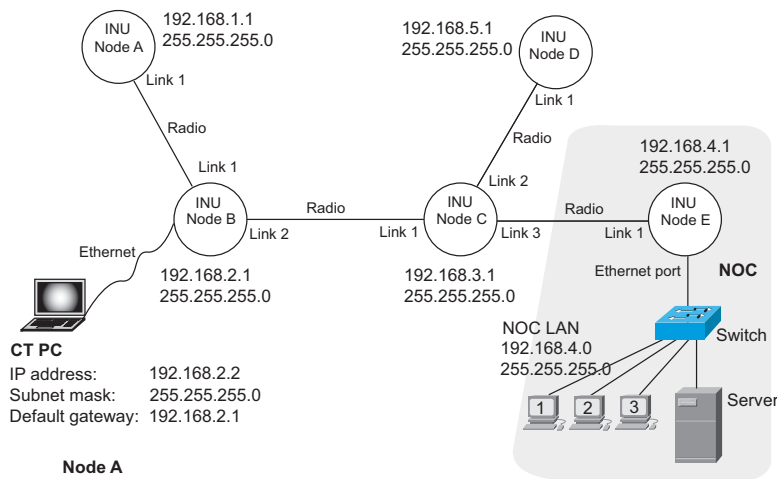 INU
Node A
192.168.1.1
255.255.255.0
Link 1
Radio
Link 1
192.168.5.1
255.255.255.0
INU
Node D
Link 1
Radio
Link 2
INU
Node B
Link 2
Radio
Link 1
INU
Node C
Link 3
Radio
Link 1
192.168.4.1
255.255.255.0
INU
Node E
Ethernet
192.168.2.1
255.255.255.0
192.168.3.1
255.255.255.0
Ethernet port
NOC
CT PC
IP address: 192.168.2.2
Subnet mask: 255.255.255.0
Default gateway: 192.168.2.1
NOC LAN
192.168.4.0
255.255.255.0
Switch
1
2
3
Server
Node A